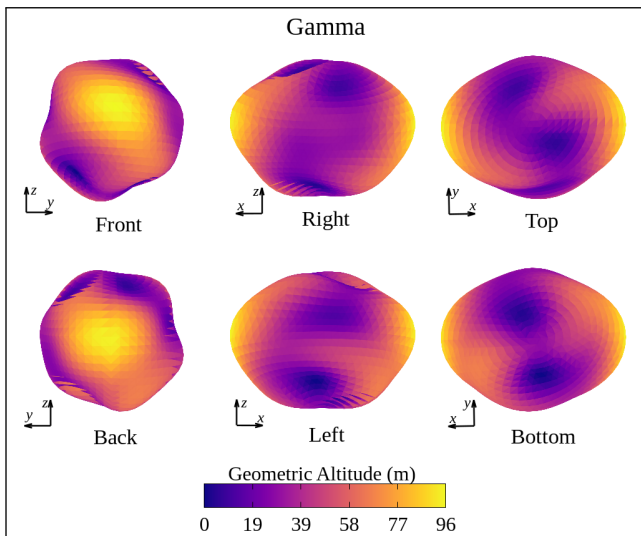 Gamma
z
y
Front
z
x
Right
y
x
Top
z
y
Back
z
x
Left
y
x
Bottom
Geometric Altitude (m)
0 19 39 58 77 96